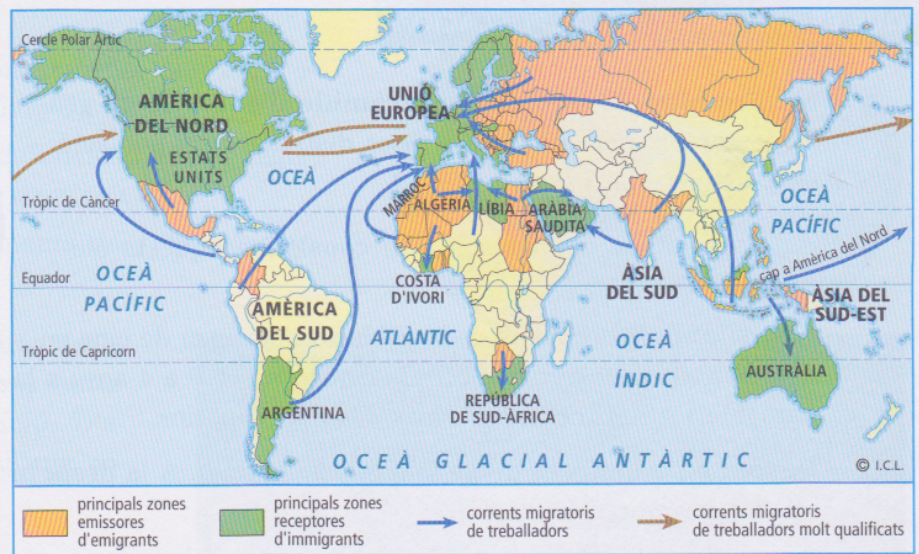 Cercle Polar Àrtic
AMÈRICA
DEL NORD
ESTATS
UNITS
UNIÓ
EUROPEA
OCEÀ
Tròpic de Càncer
MARROC
ALGÈRIA
LÍBIA
ARÀBIA
SAUDITA
OCEÀ
PACÍFIC
cap a Amèrica del Nord
Equador
OCEÀ
PACÍFIC
AMÈRICA
DEL SUD
COSTA
D'IVORI
ÀSIA
DEL SUD
ÀSIA DEL
SUD-EST
ATLÀNTIC
OCEÀ
ÍNDIC
Tròpic de Capricorn
ARGENTINA
REPÚBLICA
DE SUD-ÀFRICA
AUSTRÀLIA
OCEÀ GLACIAL ANTÀRTIC
© I.C.L.
principals zones
emissores
d'emigrants
principals zones
receptores
d'immigrants
corrents migratoris
de treballadors
corrents migratoris
de treballadors molt qualificats